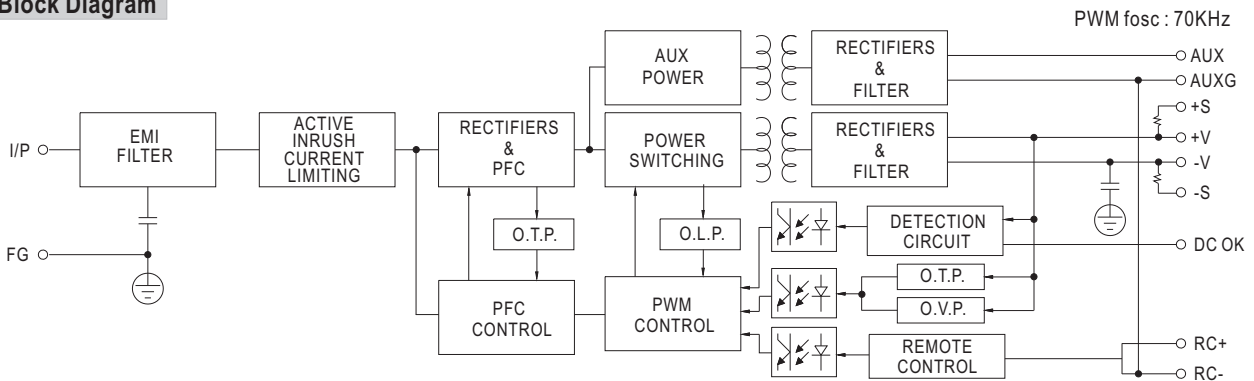 Block Diagram
PWM fosc : 70KHz
AUX
POWER
RECTIFIERS
&
FILTER
AUX
AUXG
+S
I/P
EMI
FILTER
ACTIVE
INRUSH
CURRENT
LIMITING
RECTIFIERS
&
PFC
POWER
SWITCHING
RECTIFIERS
&
FILTER
+V
-V
-S
O.T.P.
O.L.P.
DETECTION
CIRCUIT
DC OK
FG
PFC
CONTROL
PWM
CONTROL
O.T.P.
O.V.P.
REMOTE
CONTROL
RC+
RC-